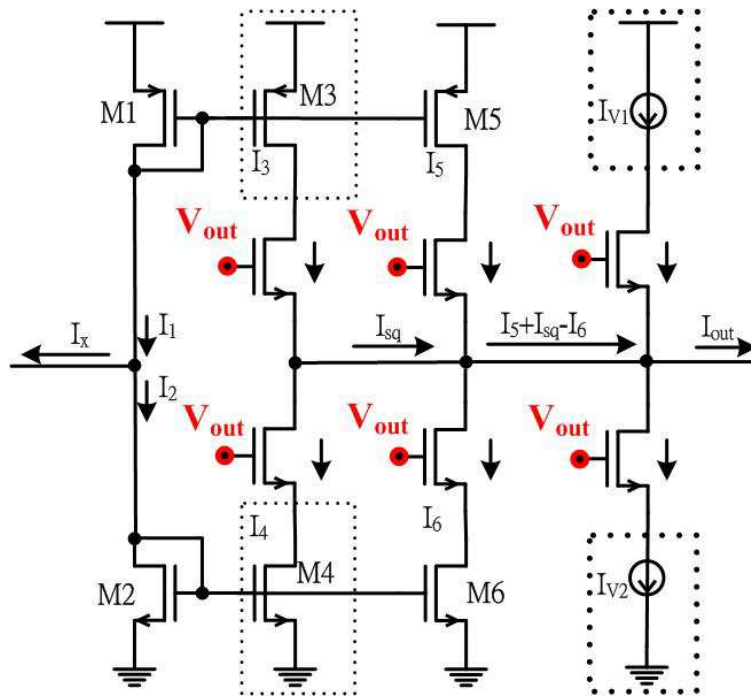 M1
M3
M5
I3
I5
IV1
Vout
Vout
Vout
Ix
I1
Isq
I5+Isq-I6
Iout
I2
Vout
Vout
Vout
I4
I6
M2
M4
M6
IV2